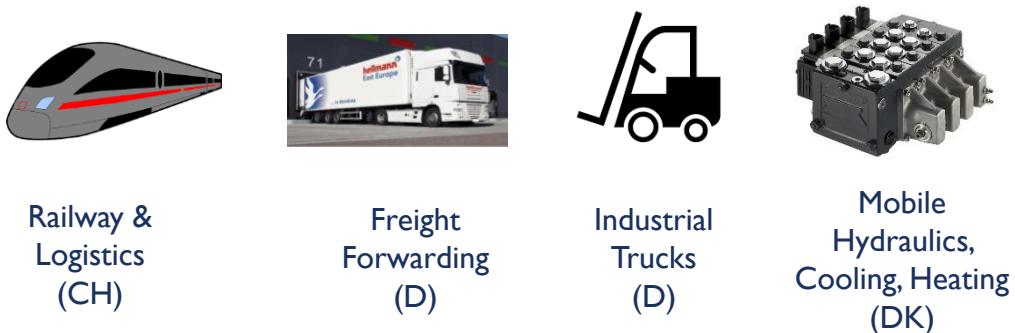 71
hellmann
East Europe
Railway &
Logistics
(CH)
Freight
Forwarding
(D)
Industrial
Trucks
(D)
Mobile
Hydraulics,
Cooling, Heating
(DK)